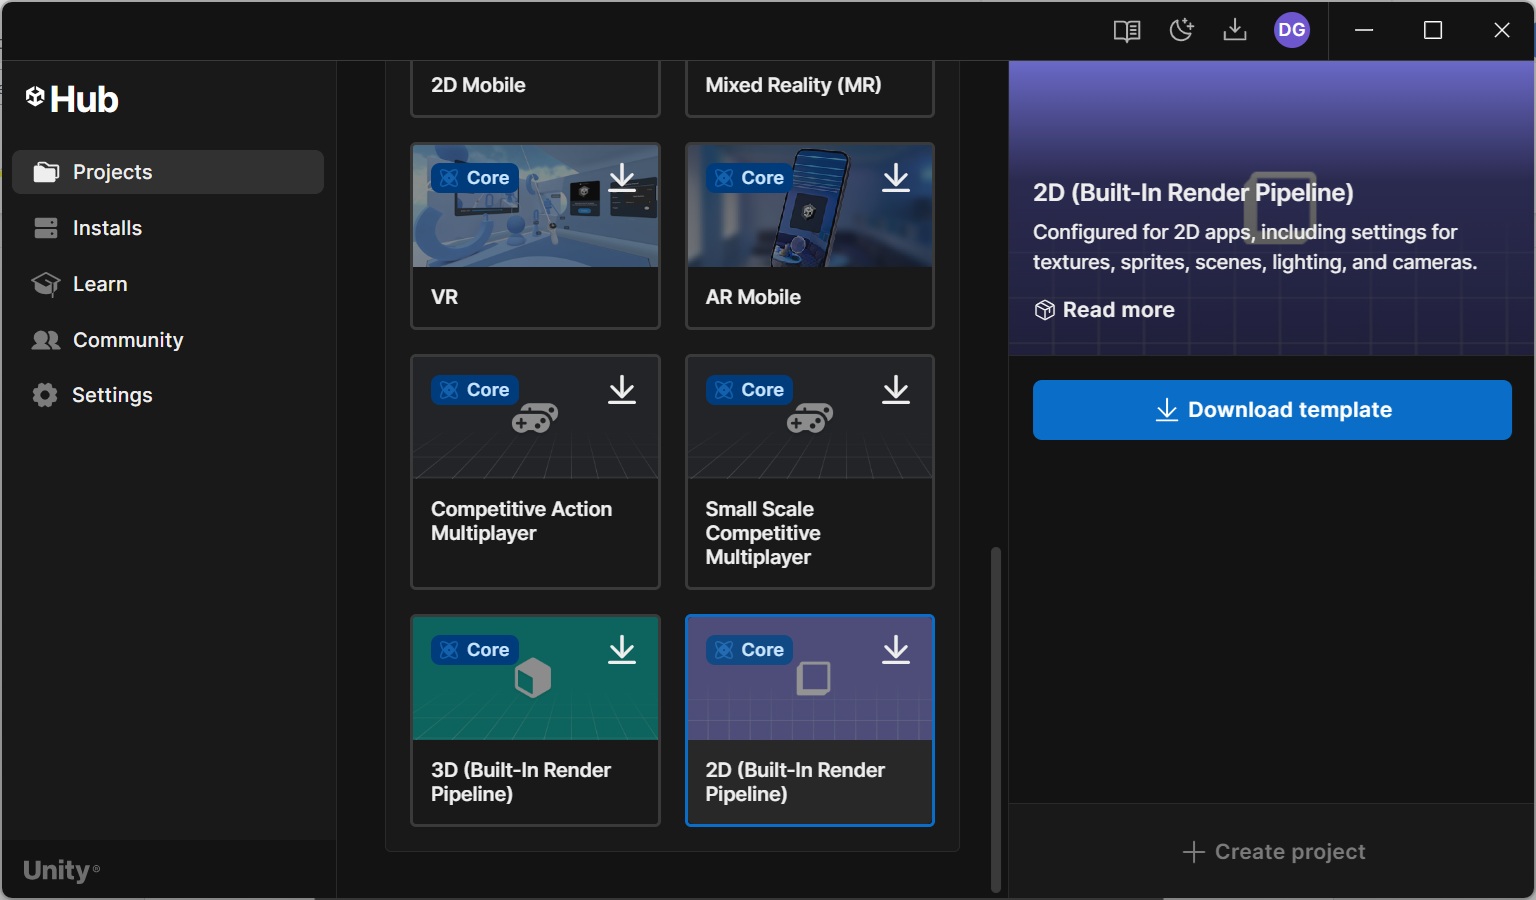 DG
Hub
Projects
Installs
Learn
Community
Settings
Unity®
2D Mobile
Mixed Reality (MR)
Core
VR
Core
AR Mobile
Core
Competitive Action
Multiplayer
Core
Small Scale
Competitive
Multiplayer
Core
3D (Built-In Render
Pipeline)
Core
2D (Built-In Render
Pipeline)
2D (Built-In Render Pipeline)
Configured for 2D apps, including settings for
textures, sprites, scenes, lighting, and cameras.
Read more
Download template
Create project